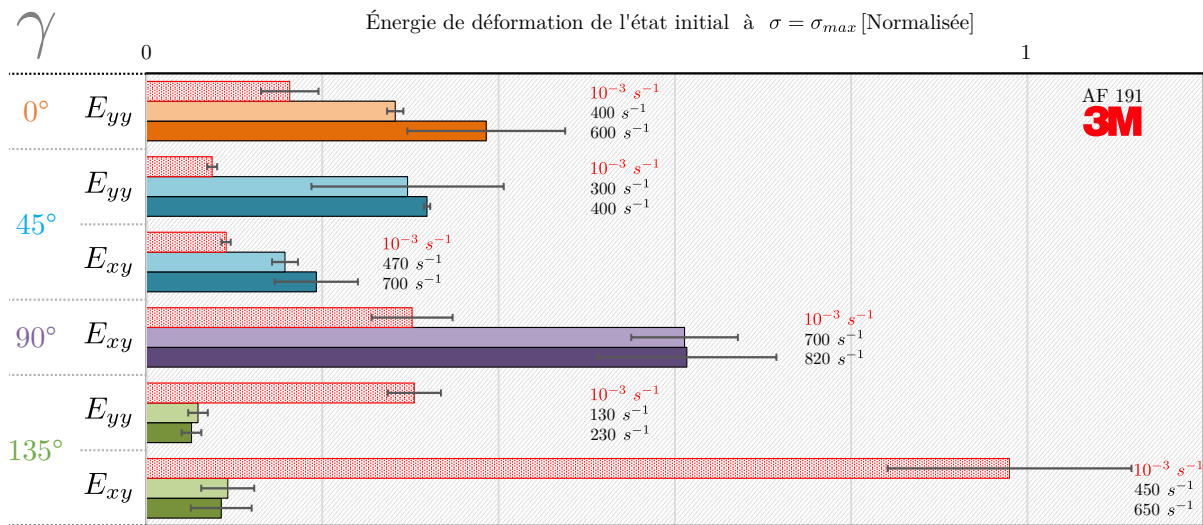 γ
Énergie de déformation de l'état initial à σ = σmax [Normalisée]
0 1
0°
Eyy
10⁻³ s⁻¹
400 s⁻¹
600 s⁻¹
AF 191
3M
45°
Eyy
10⁻³ s⁻¹
300 s⁻¹
400 s⁻¹
Exy
10⁻³ s⁻¹
470 s⁻¹
700 s⁻¹
90°
Exy
10⁻³ s⁻¹
700 s⁻¹
820 s⁻¹
135°
Eyy
10⁻³ s⁻¹
130 s⁻¹
230 s⁻¹
Exy
10⁻³ s⁻¹
450 s⁻¹
650 s⁻¹